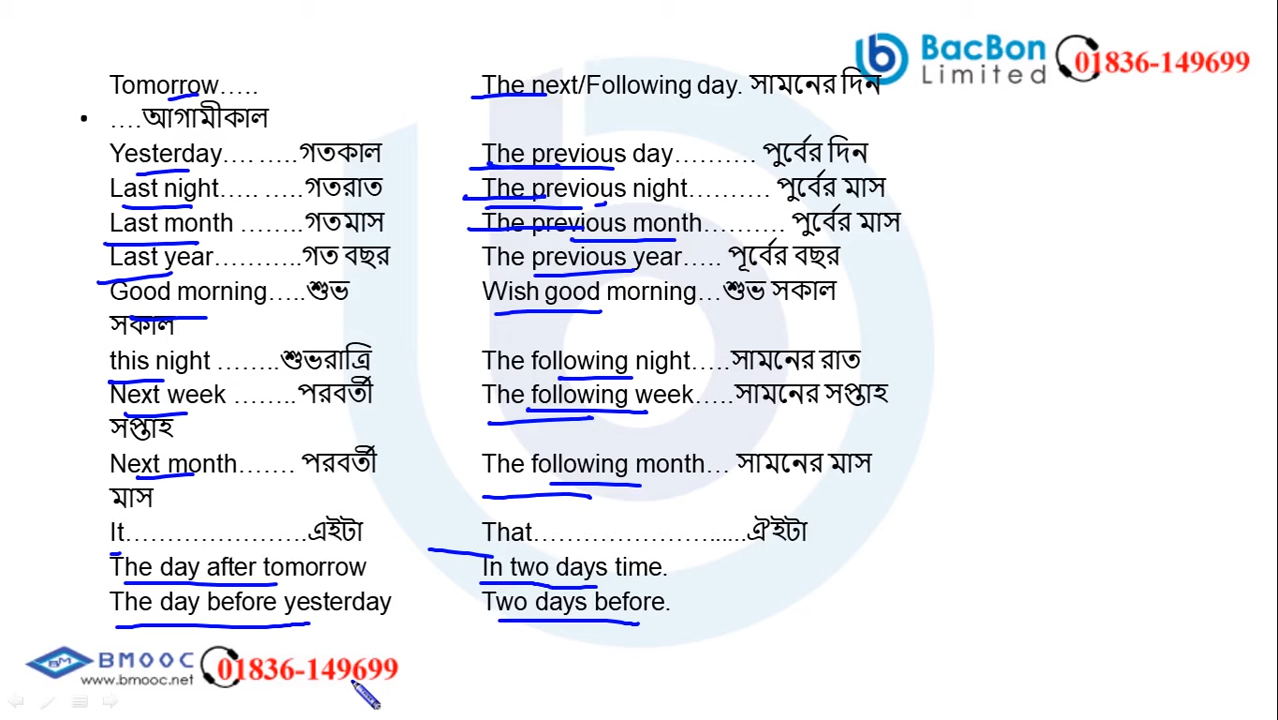 BacBon
Limited
01836-149699
Tomorrow….. The next/Following day. সামনের দিন
• ….আগামীকাল
Yesterday…. …..গতকাল The previous day………. পুর্বের দিন
Last night….. …..গতরাত The previous night………. পুর্বের মাস
Last month ……..গতমাস The previous month………. পুর্বের মাস
Last year………..গত বছর The previous year….. পূর্বের বছর
Good morning…..শুভ Wish good morning…শুভ সকাল
সকাল
this night ……..শুভরাত্রি The following night…..সামনের রাত
Next week ……..পরবর্তী The following week…..সামনের সপ্তাহ
সপ্তাহ
Next month……. পরবর্তী The following month… সামনের মাস
মাস
It………………….এইটা That…………………......ঐইটা
The day after tomorrow In two days time.
The day before yesterday Two days before.
BM BMOOC
www.bmooc.net
01836-149699